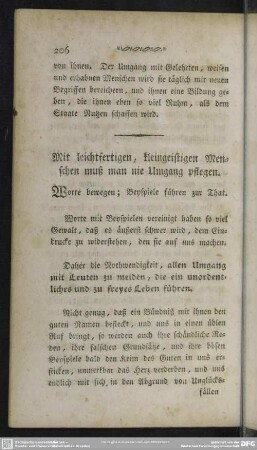 206
von ihnen. Der Umgang mit Gelehrten, weisen
und erhabnen Menschen wird sie täglich mit neuen
Begriffen bereichern, und ihnen eine Bildung ge-
ben, die ihnen eben so viel Ruhm, als dem
Staate Nutzen schaffen wird.
Mit leichtfertigen, kleingeistigen Men-
schen muß man nie Umgang pflegen.
Worte bewegen; Beyspiele führen zur That.
Worte mit Beyspielen vereinigt haben so viel
Gewalt, daß es äußerst schwer wird, dem Ein-
drucke zu widerstehen, den sie auf uns machen.
Daher die Nothwendigkeit, allen Umgang
mit Leuten zu meiden, die ein unordent-
liches und zu freyes Leben führen.
Nicht genug, daß ein Bündniß mit ihnen den
guten Namen befleckt, und uns in einen üblen
Ruf bringt, so werden auch ihre schändliche Re-
den, ihre falschen Grundsätze, und ihre bösen
Beyspiele bald den Keim des Guten in uns er-
sticken, unmerkbar das Herz verderben, und uns
endlich mit sich in den Abgrund von Unglücks-
fällen
DFG